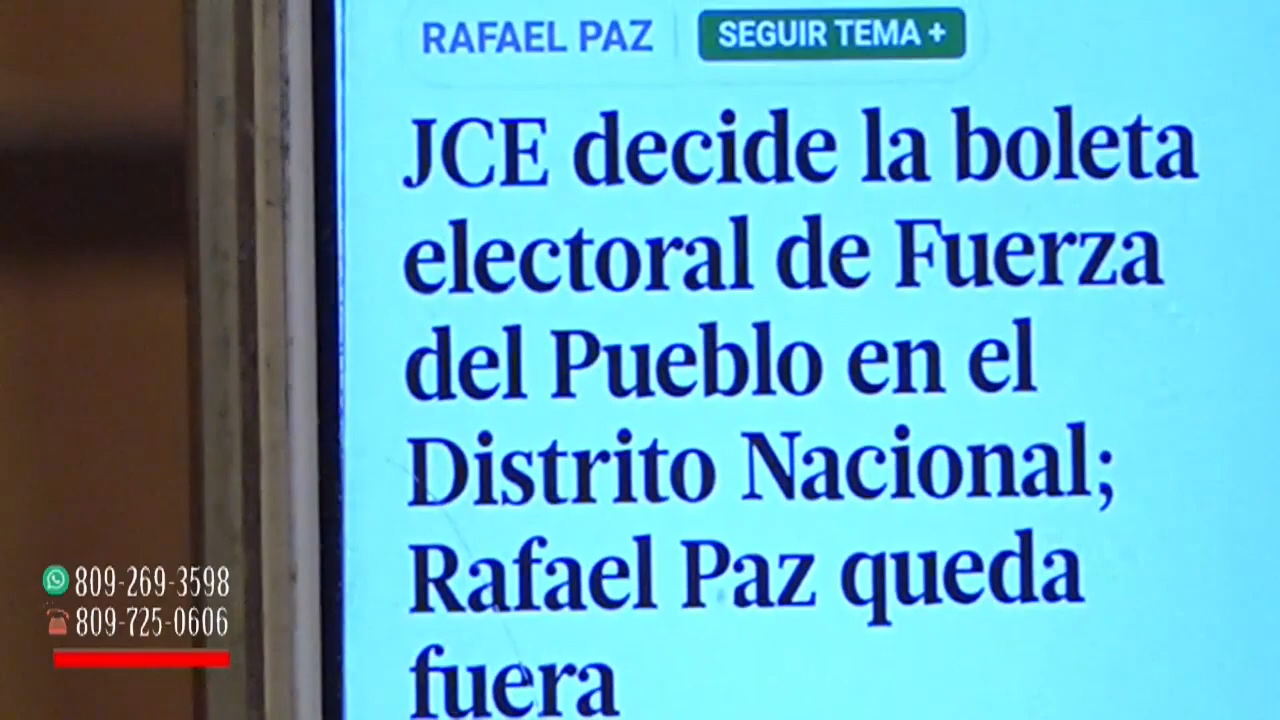 RAFAEL PAZ
SEGUIR TEMA +
JCE decide la boleta
electoral de Fuerza
del Pueblo en el
Distrito Nacional;
Rafael Paz queda
fuera
809-269-3598
809-725-0606